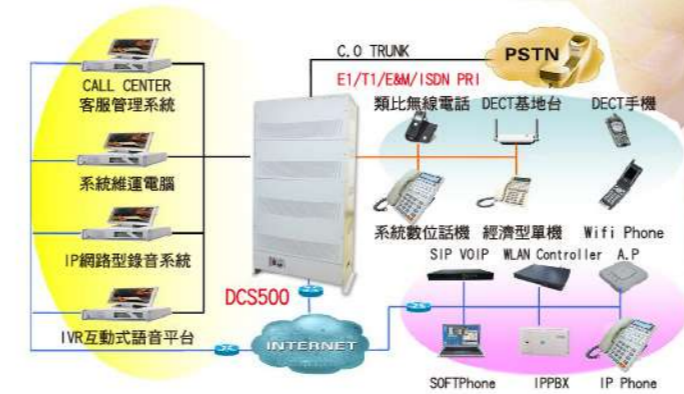 C.O TRUNK
PSTN
E1/T1/E&M/ISDN PRI
CALL CENTER
客服管理系統
類比無線電話 DECT基地台 DECT手機
系統維運電腦
系統數位話機 經濟型單機 Wifi Phone
SIP VOIP WLAN Controller A.P
IP網路型錄音系統
DCS500
IVR互動式語音平台
INTERNET
SOFTPhone IPPBX IP Phone